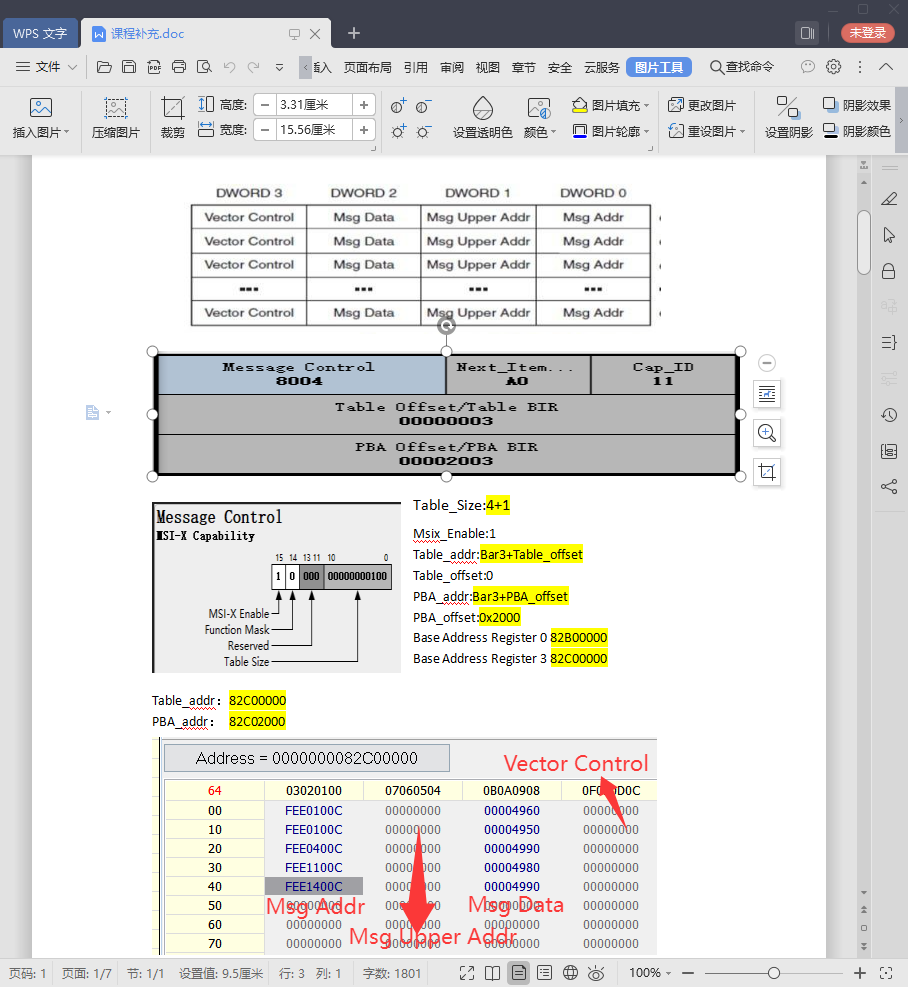 WPS 文字
课程补充.doc
未登录
文件
插入
页面布局
引用
审阅
视图
章节
安全
云服务
图片工具
查找命令
插入图片
压缩图片
裁剪
高度:
3.31厘米
宽度:
15.56厘米
设置透明色
颜色
图片填充
图片轮廓
更改图片
重设图片
设置阴影
阴影效果
阴影颜色
DWORD 3 DWORD 2 DWORD 1 DWORD 0
Vector Control Msg Data Msg Upper Addr Msg Addr
Vector Control Msg Data Msg Upper Addr Msg Addr
Vector Control Msg Data Msg Upper Addr Msg Addr
... ... ... ...
Vector Control Msg Data Msg Upper Addr Msg Addr
Message Control Next_Item... Cap_ID
8004 A0 11
Table Offset/Table BIR
00000003
PBA Offset/PBA BIR
00002003
Message Control
MSI-X Capability
15 14 13 11 10 0
1 0 000 00000000100
MSI-X Enable
Function Mask
Reserved
Table Size
Table_Size:4+1
Msix_Enable:1
Table_addr:Bar3+Table_offset
Table_offset:0
PBA_addr:Bar3+PBA_offset
PBA_offset:0x2000
Base Address Register 0 82B00000
Base Address Register 3 82C00000
Table_addr： 82C00000
PBA_addr： 82C02000
Address = 0000000082C00000
Vector Control
64 03020100 07060504 0B0A0908
00 FEE0100C 00000000 00004960 00000000
10 FEE0100C 00000000 00004950 00000000
20 FEE0400C 00000000 00004990 00000000
30 FEE1100C 00000000 00004980 00000000
40 FEE1400C 00000000 00004990 00000000
50 00000000 00000000 00000000 00000000
Msg Addr
Msg Data
60 00000000 00000000 00000000 00000000
Msg Upper Addr
70 00000000 00000000 00000000 00000000
页码: 1
页面: 1/7
节: 1/1
设置值: 9.5厘米
行: 3
列: 1
字数: 1801
100%